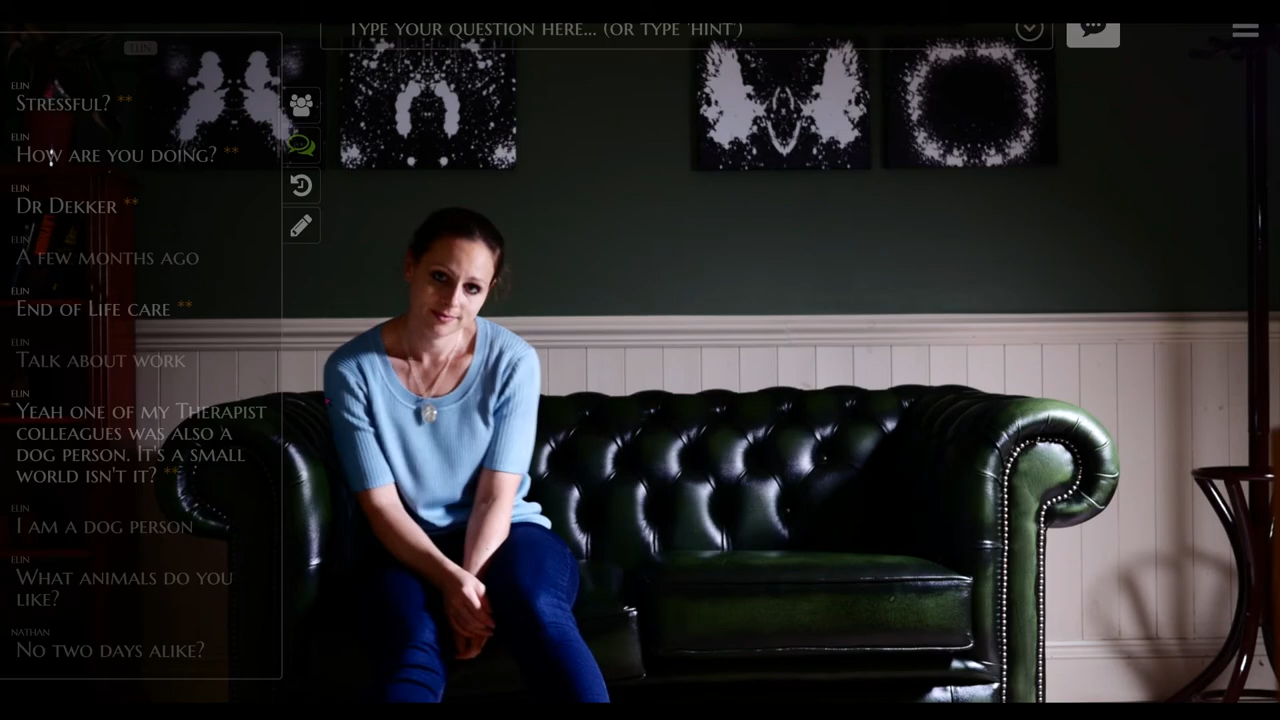 TYPE YOUR QUESTION HERE... (OR TYPE 'HINT')
ELIN
ELIN
STRESSFUL? **
ELIN
HOW ARE YOU DOING? **
ELIN
DR DEKKER **
ELIN
A FEW MONTHS AGO
ELIN
END OF LIFE CARE **
ELIN
TALK ABOUT WORK
ELIN
YEAH ONE OF MY THERAPIST
COLLEAGUES WAS ALSO A
DOG PERSON. IT'S A SMALL
WORLD ISN'T IT? **
ELIN
I AM A DOG PERSON
ELIN
WHAT ANIMALS DO YOU
LIKE?
NATHAN
NO TWO DAYS ALIKE?